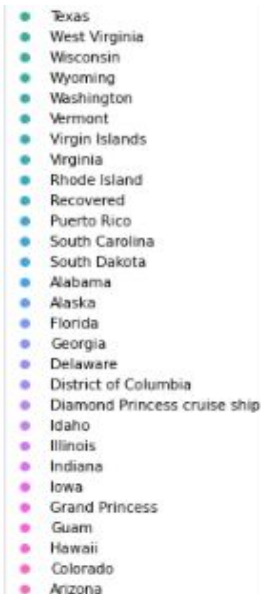 Texas
West Virginia
Wisconsin
Wyoming
Washington
Vermont
Virgin Islands
Virginia
Rhode Island
Recovered
Puerto Rico
South Carolina
South Dakota
Alabama
Alaska
Florida
Georgia
Delaware
District of Columbia
Diamond Princess cruise ship
Idaho
Illinois
Indiana
Iowa
Grand Princess
Guam
Hawaii
Colorado
Arizona